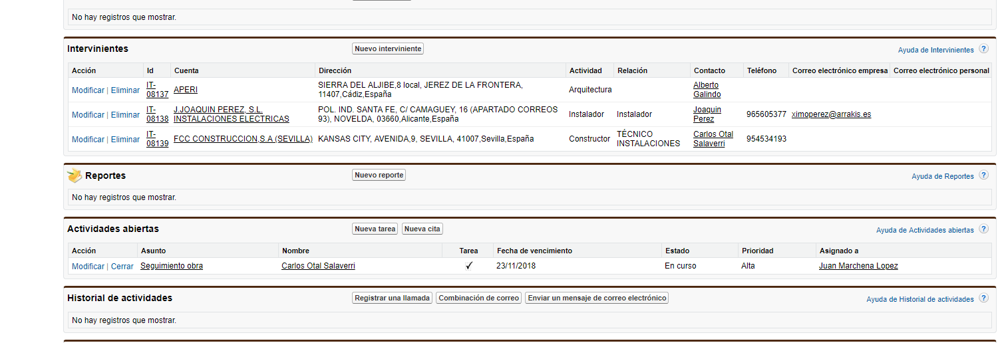 No hay registros que mostrar.
Intervinientes
Nuevo interviniente
Ayuda de Intervinientes ?
Acción Id Cuenta Dirección Actividad Relación Contacto Teléfono Correo electrónico empresa Correo electrónico personal
Modificar | Eliminar IT-08137 APERI SIERRA DEL ALJIBE,8 local, JEREZ DE LA FRONTERA, 11407,Cádiz,España Arquitectura Alberto Galindo
Modificar | Eliminar IT-08138 J.JOAQUIN PEREZ, S.L. INSTALACIONES ELECTRICAS POL. IND. SANTA FE, C/ CAMAGUEY, 16 (APARTADO CORREOS 93), NOVELDA, 03660,Alicante,España Instalador Instalador Joaquin Perez 965605377 ximoperez@arrakis.es
Modificar | Eliminar IT-08139 FCC CONSTRUCCION,S.A (SEVILLA) KANSAS CITY, AVENIDA,9, SEVILLA, 41007,Sevilla,España Constructor TÉCNICO INSTALACIONES Carlos Otal Salaverri 954534193
Reportes
Nuevo reporte
Ayuda de Reportes ?
No hay registros que mostrar.
Actividades abiertas
Nueva tarea Nueva cita
Ayuda de Actividades abiertas ?
Acción Asunto Nombre Tarea Fecha de vencimiento Estado Prioridad Asignado a
Modificar | Cerrar Seguimiento obra Carlos Otal Salaverri ✓ 23/11/2018 En curso Alta Juan Marchena Lopez
Historial de actividades
Registrar una llamada Combinación de correo Enviar un mensaje de correo electrónico
Ayuda de Historial de actividades ?
No hay registros que mostrar.